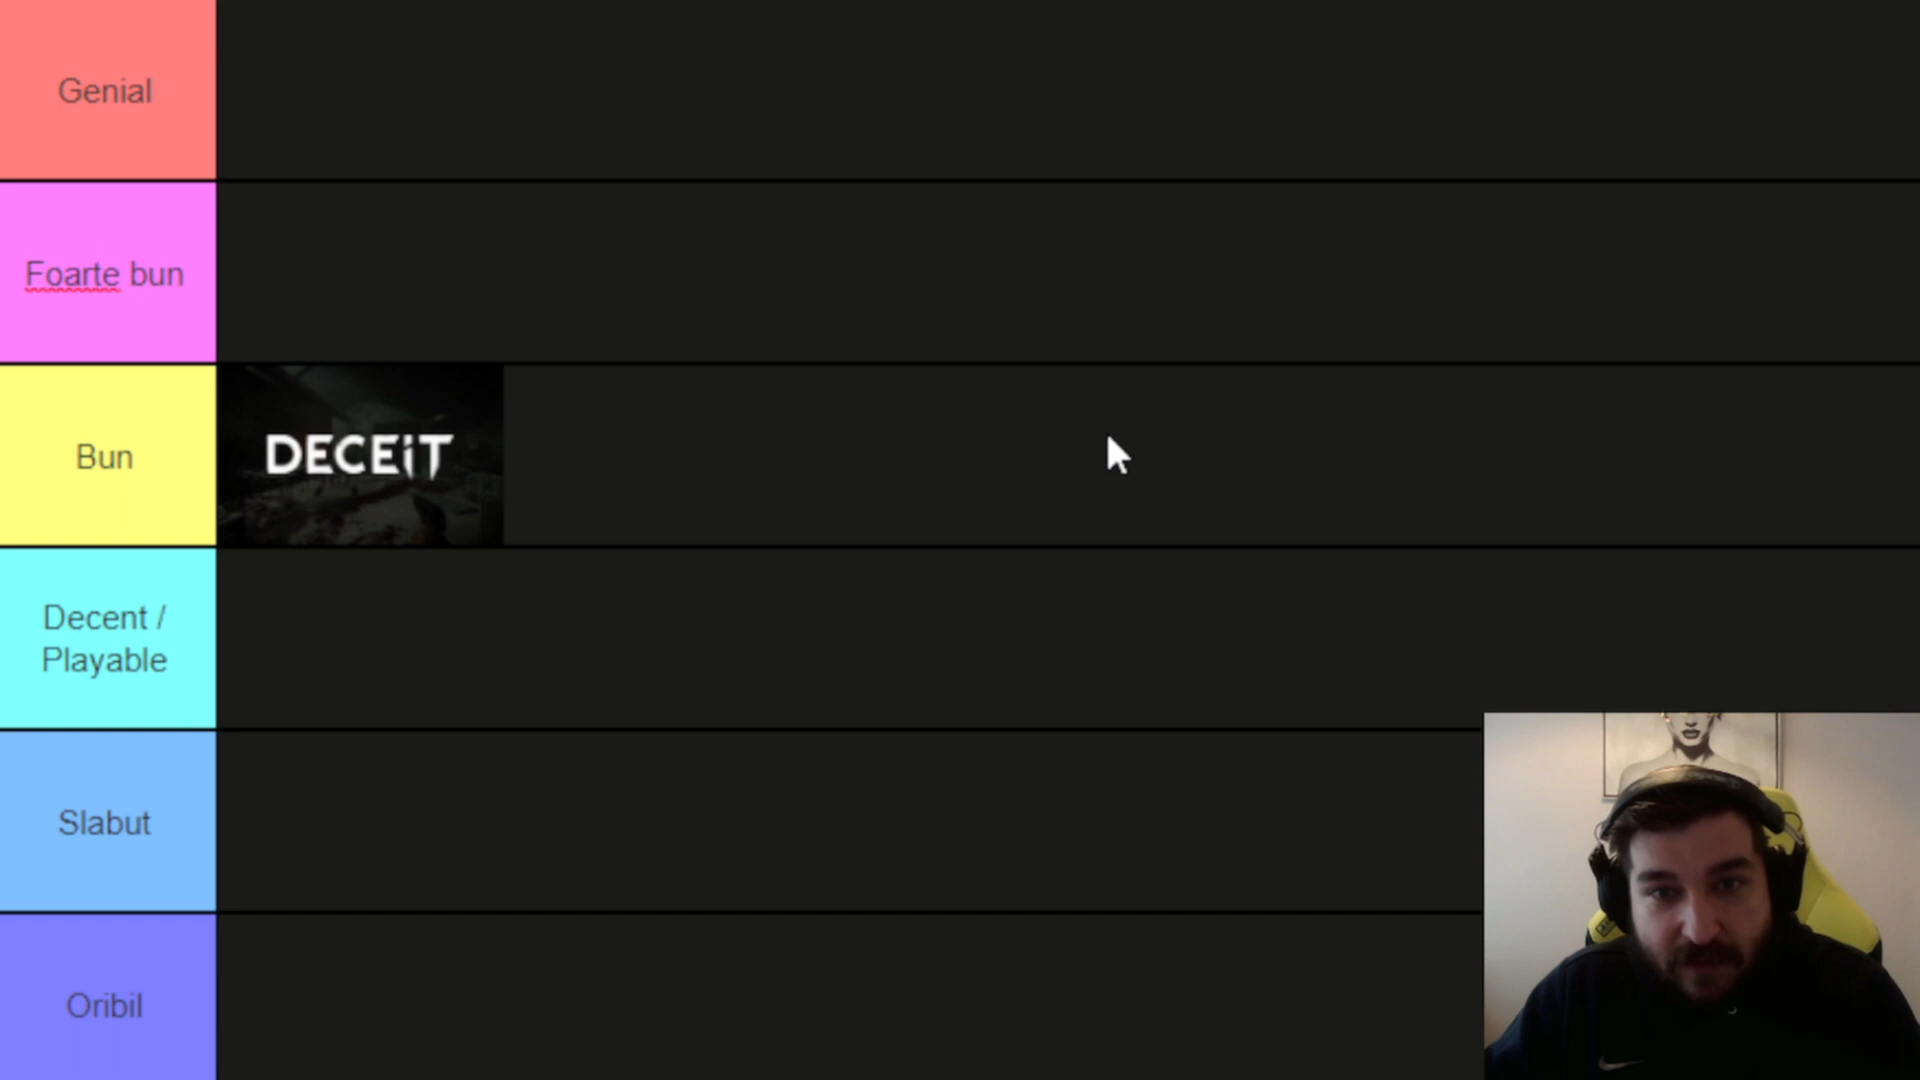 Genial
Foarte bun
Bun
DECEiT
Decent /
Playable
Slabut
Oribil